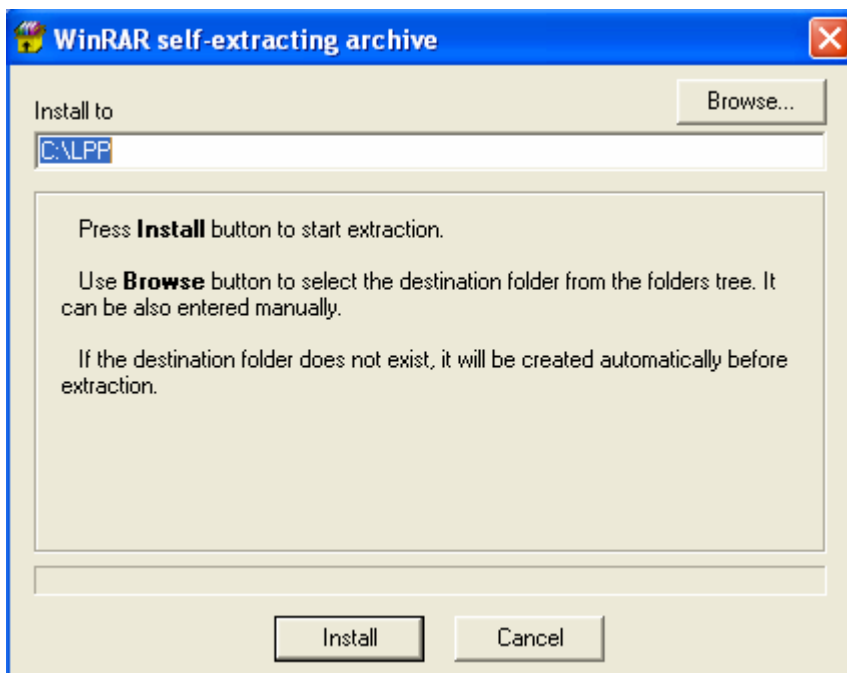 WinRAR self-extracting archive
Browse...
Install to
C:\LPP
Press Install button to start extraction.
Use Browse button to select the destination folder from the folders tree. It
can be also entered manually.
If the destination folder does not exist, it will be created automatically before
extraction.
Install
Cancel